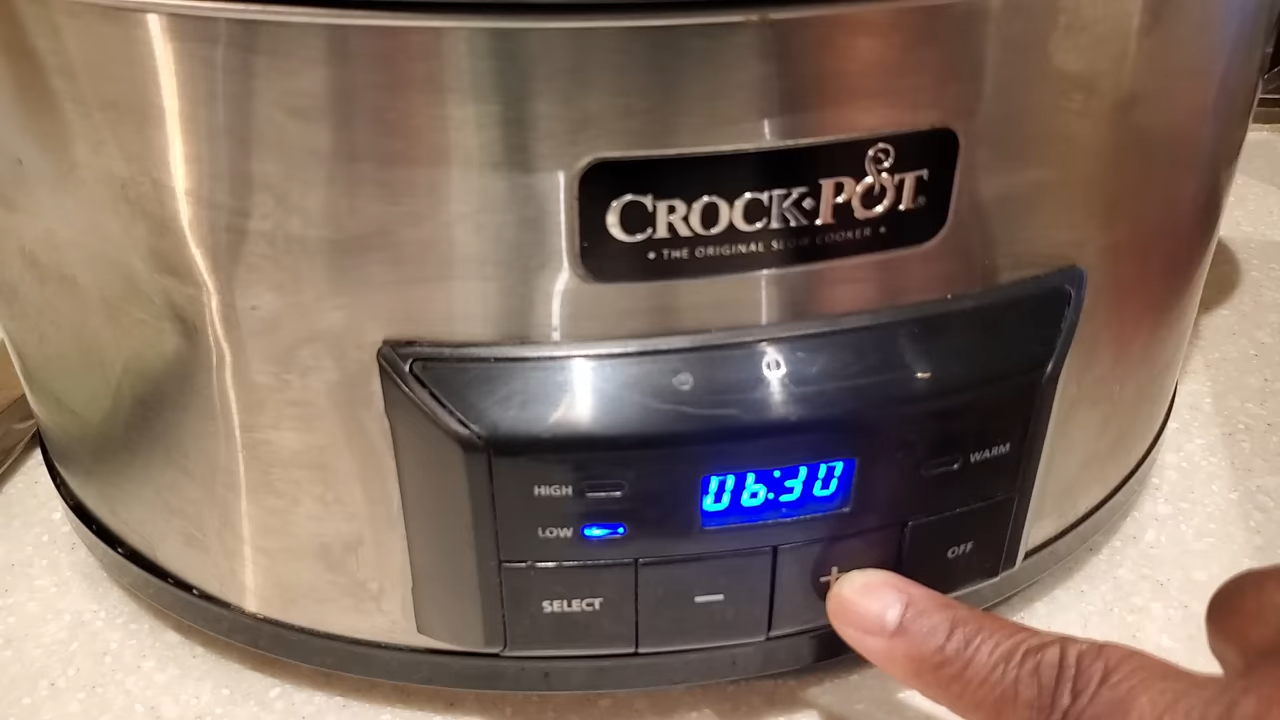 CROCK·POT®
• THE ORIGINAL SLOW COOKER •
HIGH
06:30
WARM
LOW
SELECT
—
+
OFF